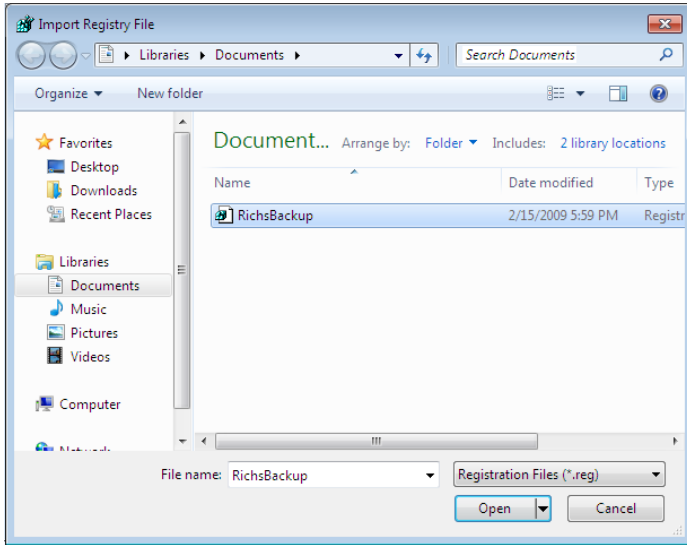 Import Registry File
Libraries Documents Search Documents
Organize New folder
Favorites
Desktop
Downloads
Recent Places
Libraries
Documents
Music
Pictures
Videos
Computer
Document... Arrange by: Folder Includes: 2 library locations
Name Date modified Type
RichsBackup 2/15/2009 5:59 PM Registr
File name: RichsBackup Registration Files (*.reg)
Open Cancel